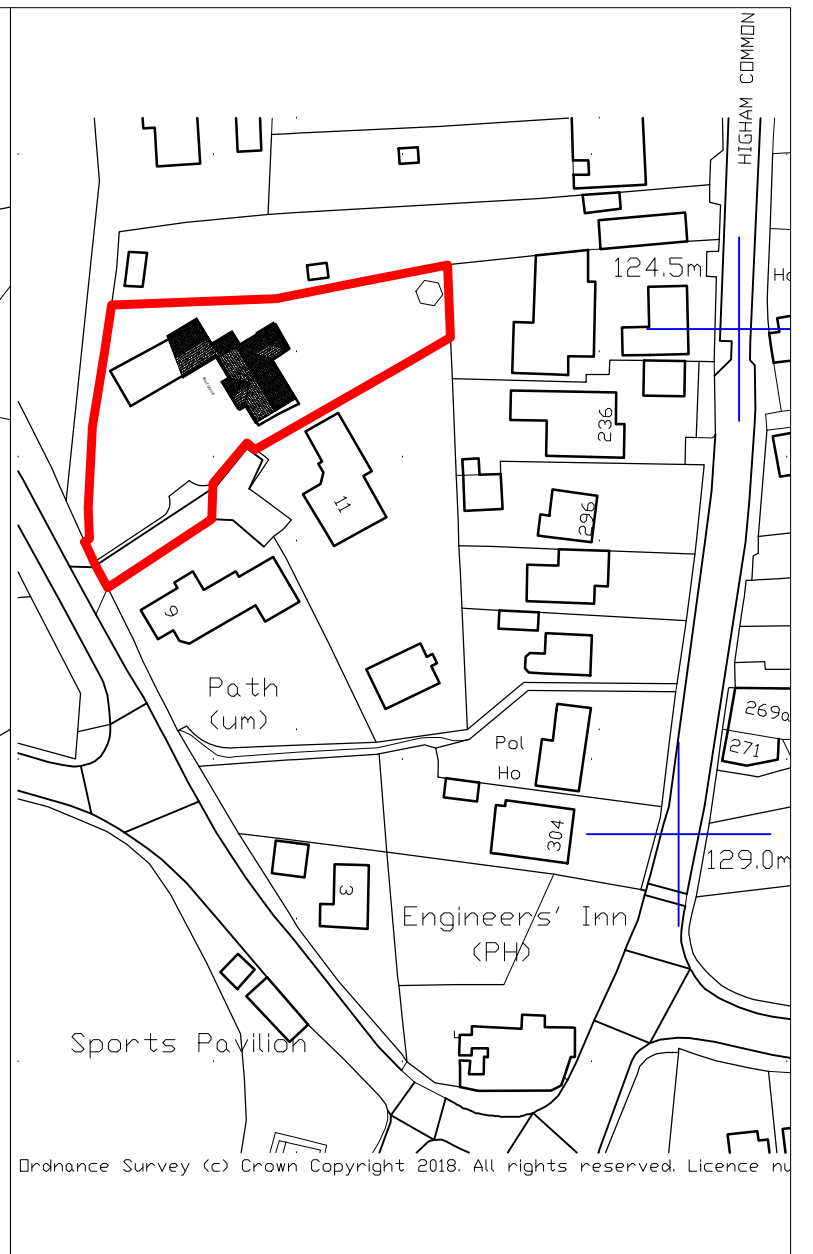 HIGHAM COMMON
124.5m
236
296
11
9
Path
(um)
269a
271
Pol
Ho
304
129.0m
3
Engineers' Inn
(PH)
Sports Pavilion
Ordnance Survey (c) Crown Copyright 2018. All rights reserved. Licence nu